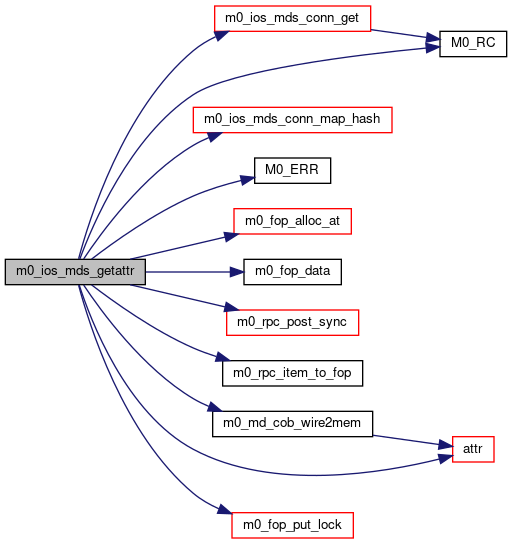 m0_ios_mds_conn_get
M0_RC
m0_ios_mds_conn_map_hash
M0_ERR
m0_fop_alloc_at
m0_ios_mds_getattr
m0_fop_data
m0_rpc_post_sync
m0_rpc_item_to_fop
m0_md_cob_wire2mem
attr
m0_fop_put_lock